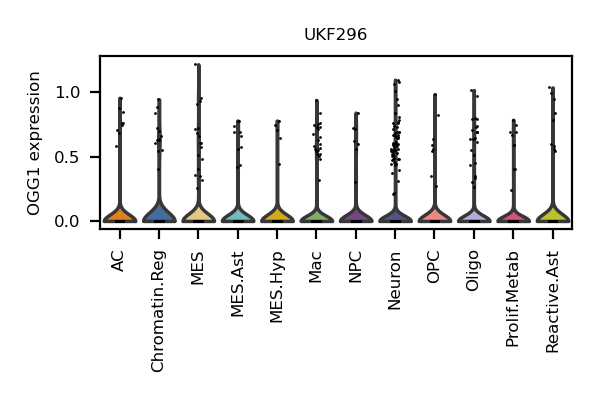 UKF296
OGG1 expression
1.0
0.5
0.0
AC
Chromatin.Reg
MES
MES.Ast
MES.Hyp
Mac
NPC
Neuron
OPC
Oligo
Prolif.Metab
Reactive.Ast